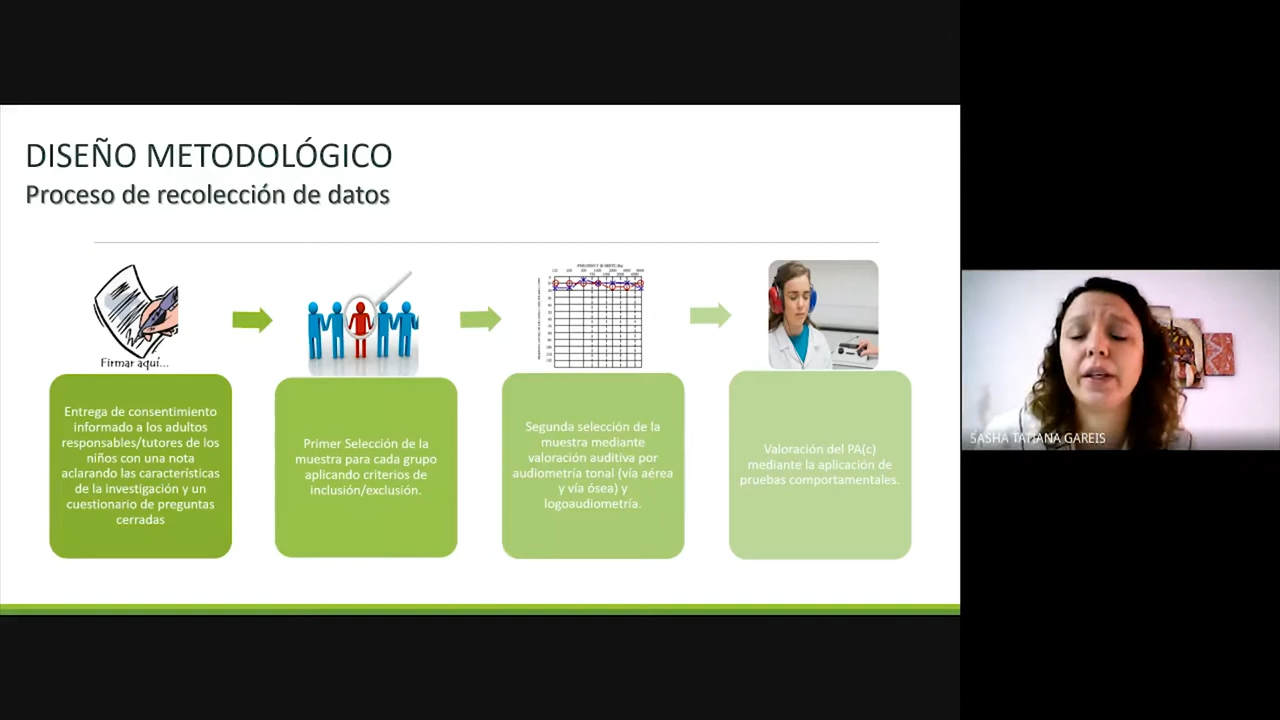 DISEÑO METODOLÓGICO
Proceso de recolección de datos
Firmar aquí...
Entrega de consentimiento
informado a los adultos
responsables/tutores de los
niños con una nota
aclarando las características
de la investigación y un
cuestionario de preguntas
cerradas
Primer Selección de la
muestra para cada grupo
aplicando criterios de
inclusión/exclusión.
Segunda selección de la
muestra mediante
valoración auditiva por
audiometría tonal (vía aérea
y vía ósea) y
logoaudiometría.
Valoración del PA(c)
mediante la aplicación de
pruebas comportamentales.
SASHA TATIANA GAREIS